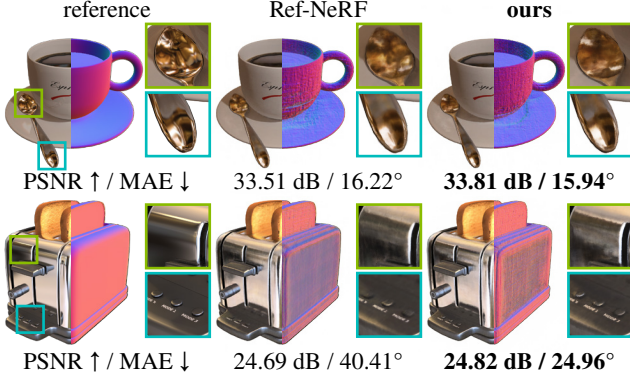 reference Ref-NeRF ours
PSNR ↑ / MAE ↓ 33.51 dB / 16.22° 33.81 dB / 15.94°
PSNR ↑ / MAE ↓ 24.69 dB / 40.41° 24.82 dB / 24.96°